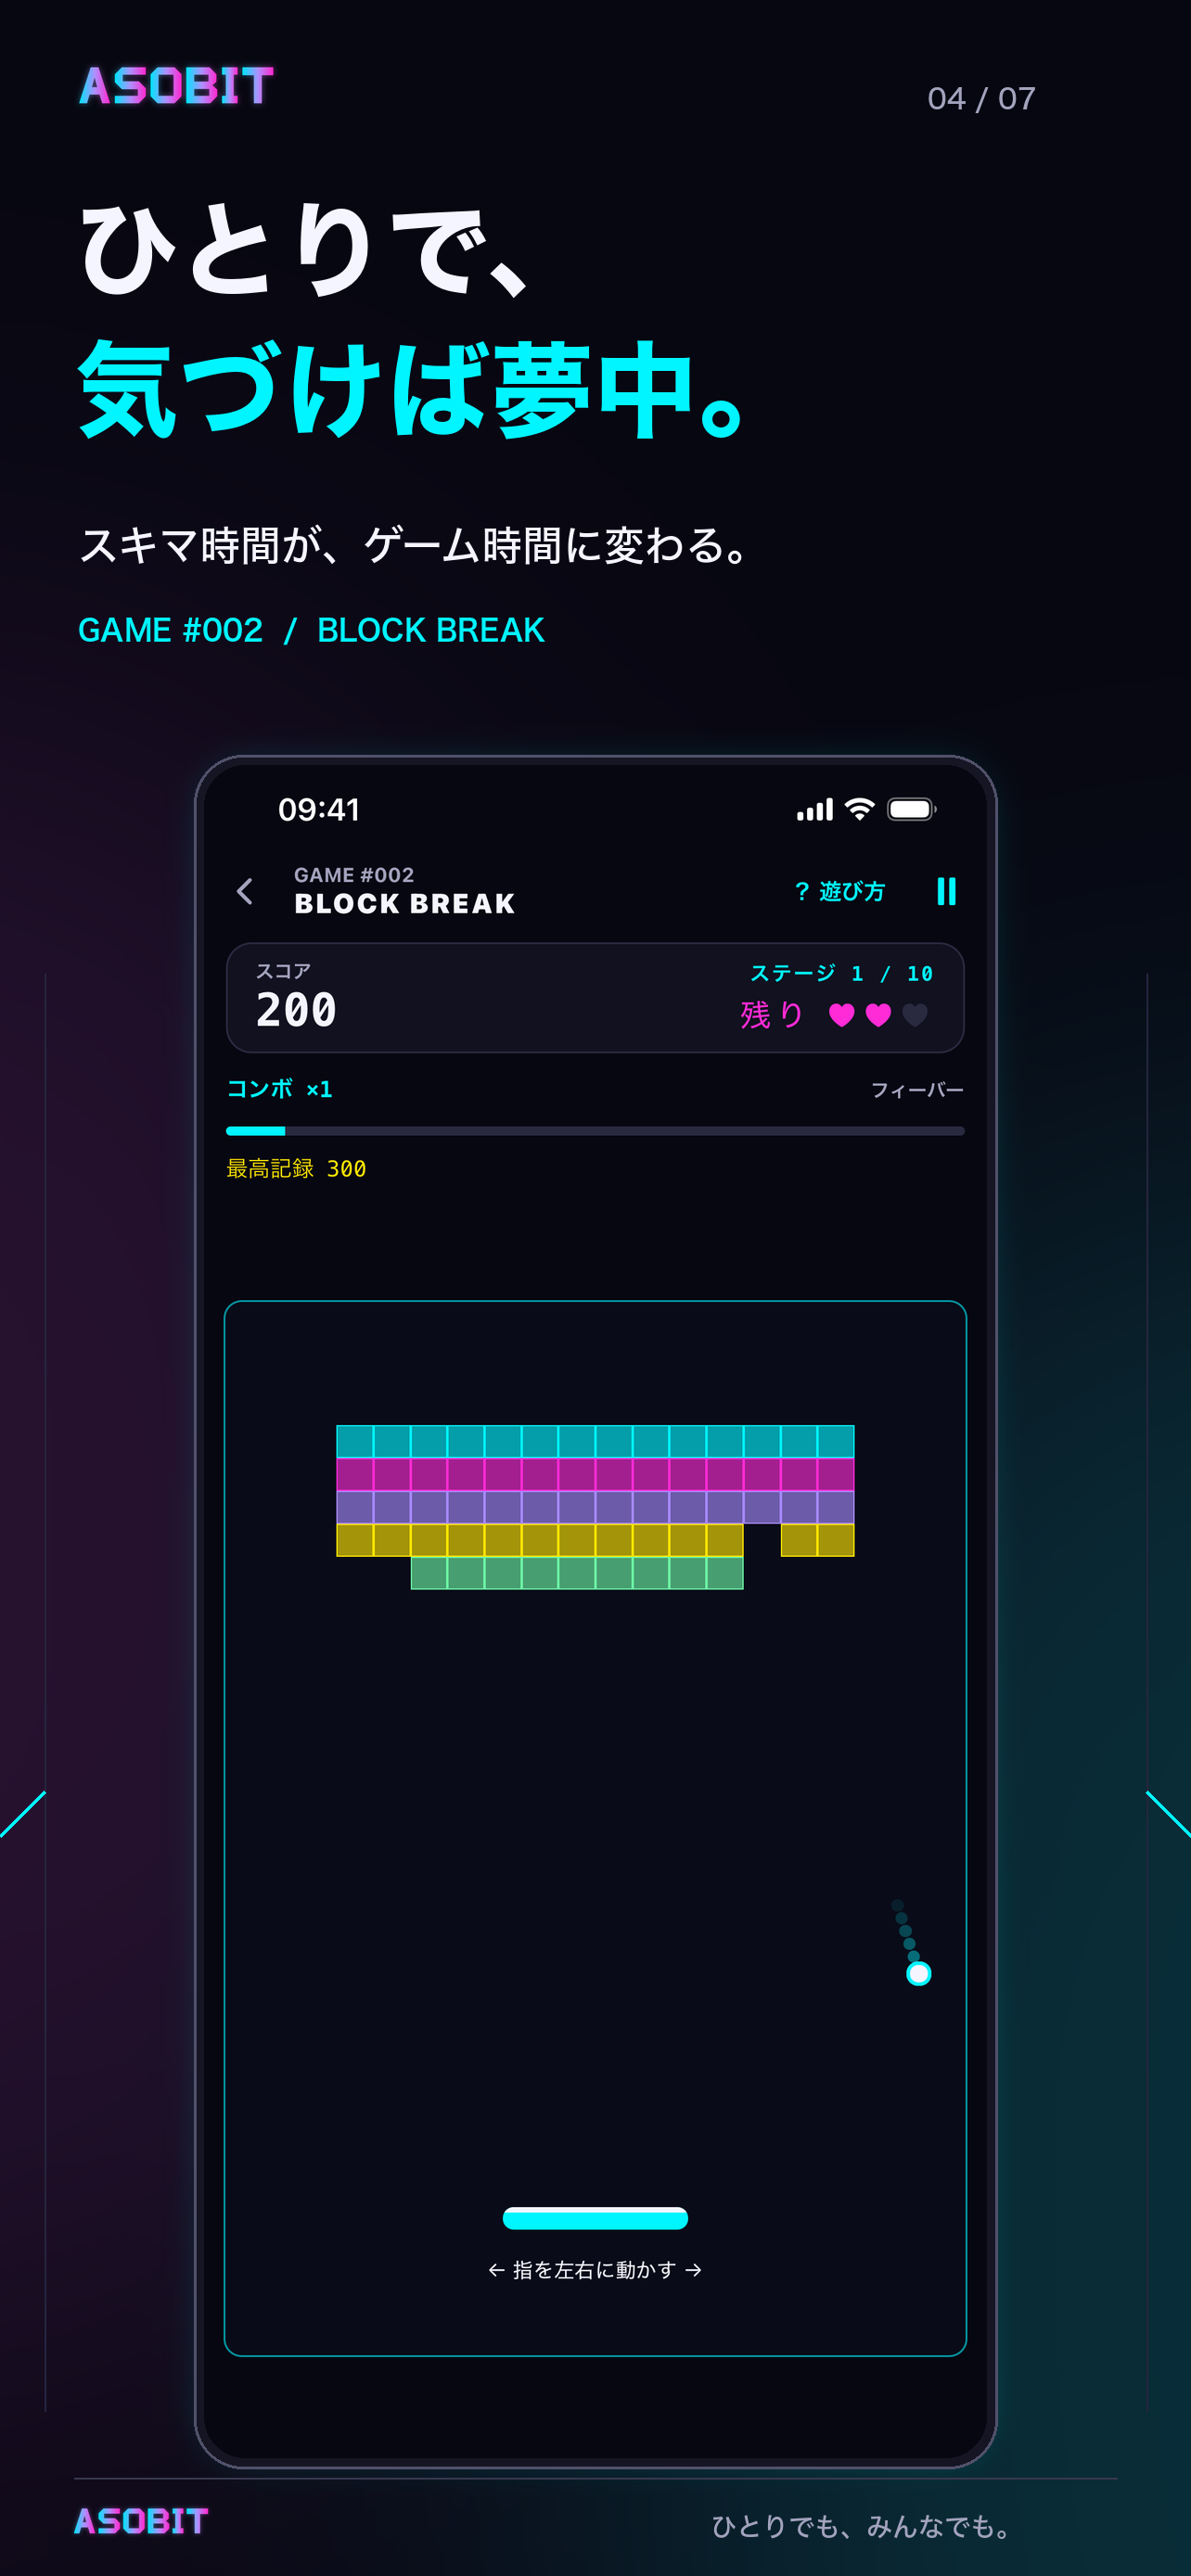 ASOBIT
04 / 07
ひとりで、
気づけば夢中。
スキマ時間が、ゲーム時間に変わる。
GAME #002 / BLOCK BREAK
09:41
GAME #002
BLOCK BREAK
? 遊び方
スコア
200
ステージ 1 / 10
残り ♥♥♥
コンボ ×1
フィーバー
最高記録 300
← 指を左右に動かす →
ASOBIT
ひとりでも、みんなでも。